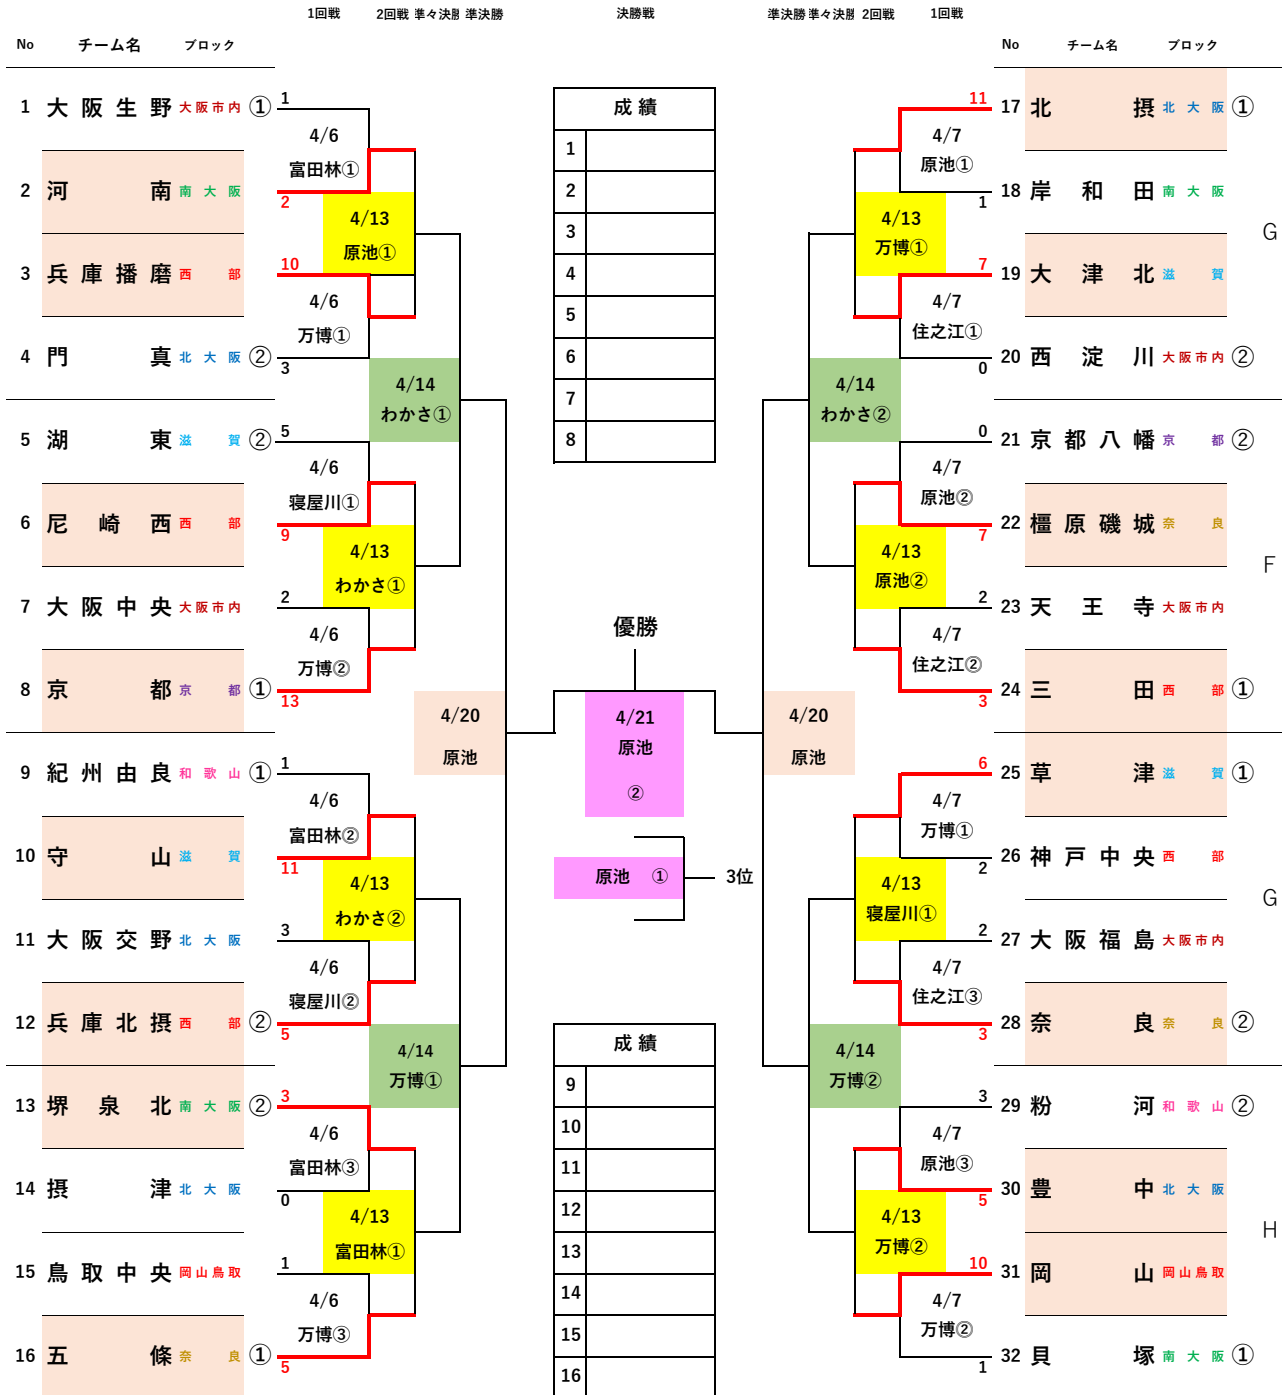 1回戦 2回戦 準々決勝 準決勝 決勝戦 準決勝 準々決勝 2回戦 1回戦
No チーム名 ブロック
1 大阪生野 大阪市内 ① 1
4/6
富田林①
2 河南 南大阪 2
4/13
原池①
3 兵庫播磨 西部 10
4/6
万博①
4 門真 北大阪 ② 3
4/14
わかさ①
5 湖東 滋賀 ② 5
4/6
寝屋川①
6 尼崎西 西部 9
4/13
わかさ①
7 大阪中央 大阪市内 2
4/6
万博②
8 京都 京都 ① 13
4/20
原池
9 紀州由良 和歌山 ① 1
4/6
富田林②
10 守山 滋賀 11
4/13
わかさ②
11 大阪交野 北大阪 3
4/6
寝屋川②
12 兵庫北摂 西部 ② 5
4/14
万博①
13 堺泉北 南大阪 ② 3
4/6
富田林③
14 摂津 北大阪 0
4/13
富田林①
15 鳥取中央 岡山鳥取 1
4/6
万博③
16 五條 奈良 ① 5
成績
1
2
3
4
5
6
7
8
優勝
4/21
原池
②
原池 ①
3位
成績
9
10
11
12
13
14
15
16
No チーム名 ブロック
11 17 北摂 北大阪 ①
4/7
原池①
1 18 岸和田 南大阪
4/13
万博①
G
7 19 大津北 滋賀
4/7
住之江①
0 20 西淀川 大阪市内 ②
4/14
わかさ②
0 21 京都八幡 京都 ②
4/7
原池②
7 22 橿原磯城 奈良
4/13
原池②
F
2 23 天王寺 大阪市内
4/7
住之江②
3 24 三田 西部 ①
4/20
原池
6 25 草津 滋賀 ①
4/7
万博①
2 26 神戸中央 西部
4/13
寝屋川①
G
2 27 大阪福島 大阪市内
4/7
住之江③
3 28 奈良 奈良 ②
4/14
万博②
3 29 粉河 和歌山 ②
4/7
原池③
5 30 豊中 北大阪
4/13
万博②
H
10 31 岡山 岡山鳥取
4/7
万博②
1 32 貝塚 南大阪 ①